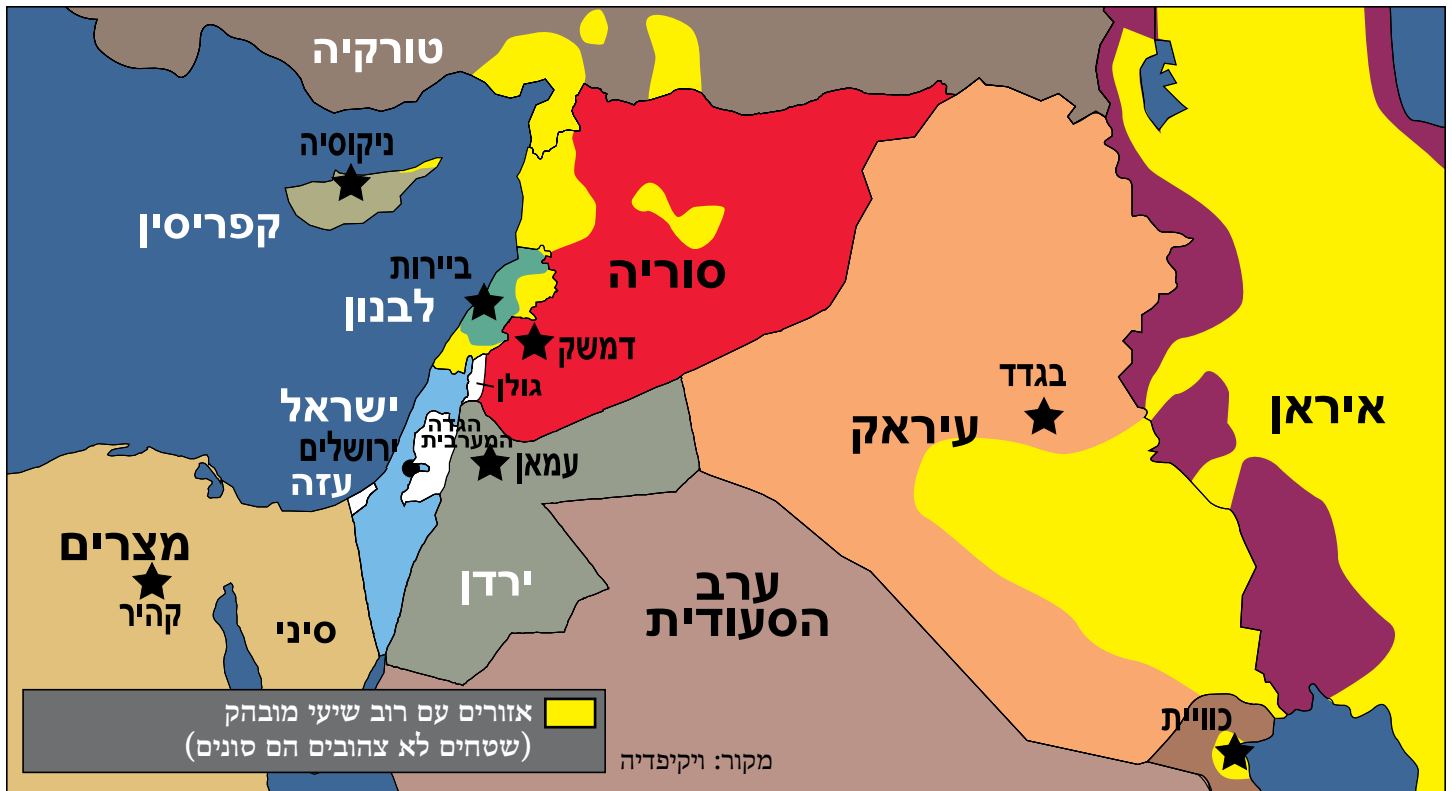 טורקיה
ניקוסיה
קפריסין
ביירות
לבנון
סוריה
דמשק
גולן
ישראל
הגדה
המערבית
ירושלים
עמאן
עזה
בגדד
עיראק
איראן
מצרים
קהיר
סיני
ירדן
ערב
הסעודית
כווית
אזורים עם רוב שיעי מובהק
(שטחים לא צהובים הם סונים)
מקור: ויקיפדיה